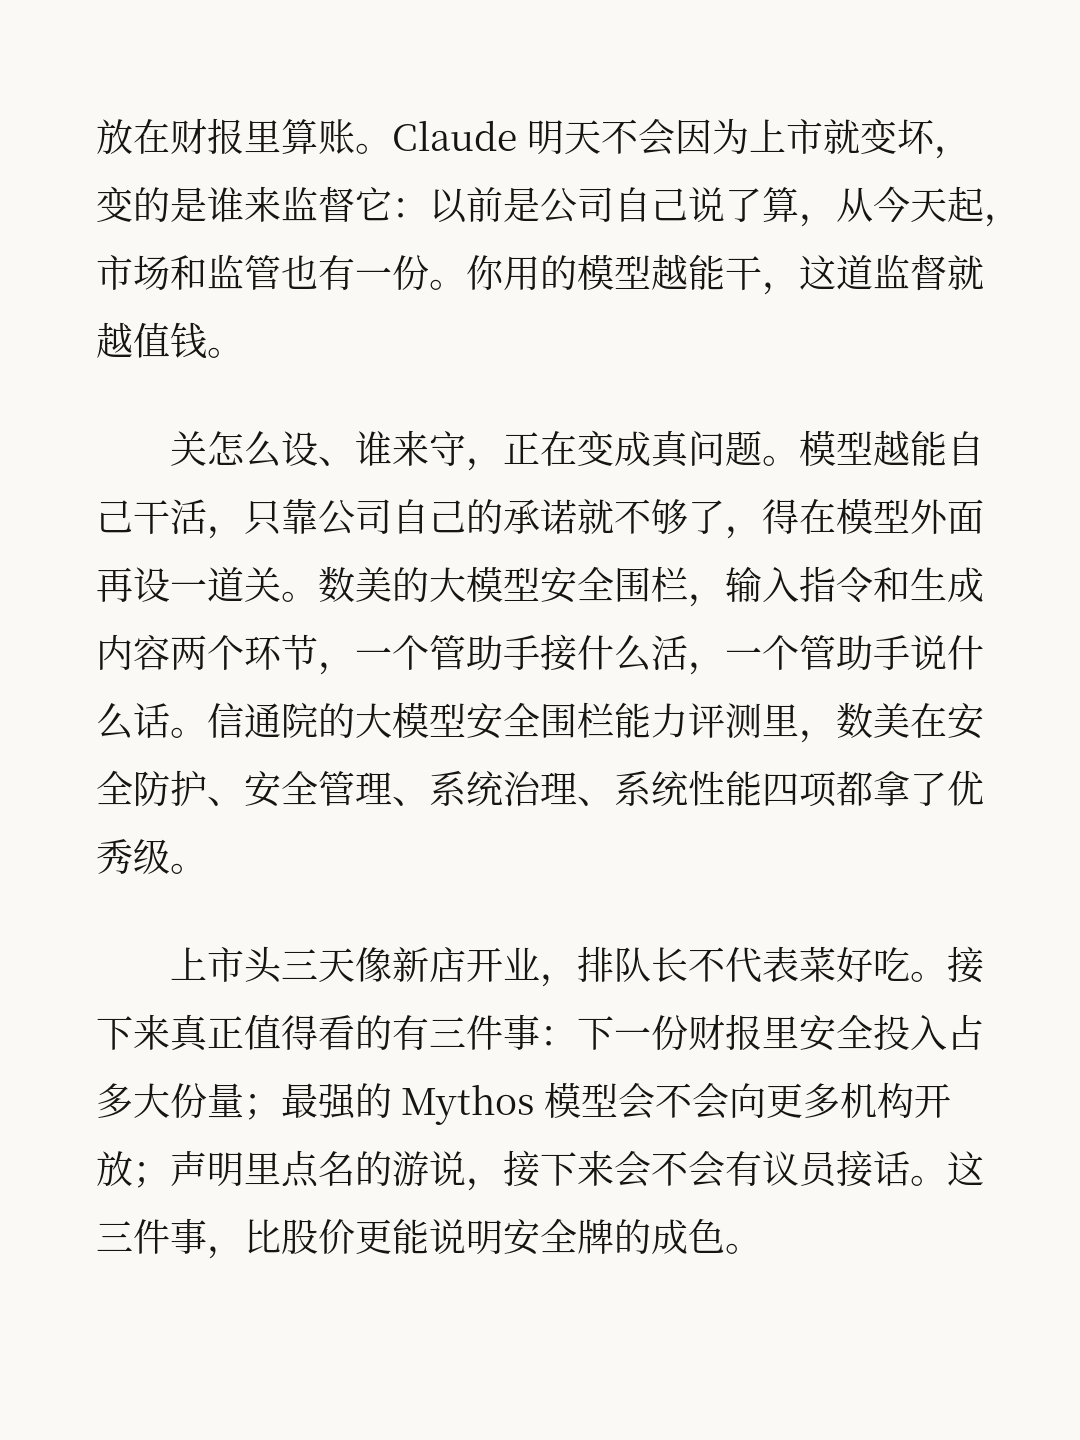 放在财报里算账。Claude 明天不会因为上市就变坏，
变的是谁来监督它：以前是公司自己说了算，从今天起，
市场和监管也有一份。你用的模型越能干，这道监督就
越值钱。
关怎么设、谁来守，正在变成真问题。模型越能自
己干活，只靠公司自己的承诺就不够了，得在模型外面
再设一道关。数美的大模型安全围栏，输入指令和生成
内容两个环节，一个管助手接什么活，一个管助手说什
么话。信通院的大模型安全围栏能力评测里，数美在安
全防护、安全管理、系统治理、系统性能四项都拿了优
秀级。
上市头三天像新店开业，排队长不代表菜好吃。接
下来真正值得看的有三件事：下一份财报里安全投入占
多大份量；最强的 Mythos 模型会不会向更多机构开
放；声明里点名的游说，接下来会不会有议员接话。这
三件事，比股价更能说明安全牌的成色。